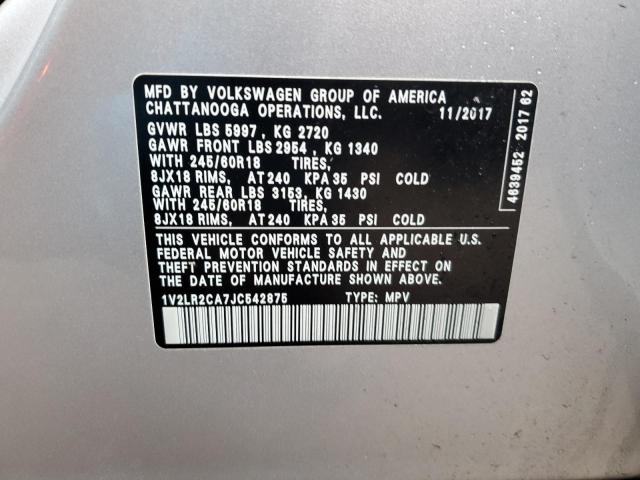 MFD BY VOLKSWAGEN GROUP OF AMERICA
CHATTANOOGA OPERATIONS, LLC. 11/2017
GVWR LBS 5997, KG 2720
GAWR FRONT LBS 2954, KG 1340
WITH 245/60R18 TIRES,
8JX18 RIMS, AT 240 KPA 35 PSI COLD
GAWR REAR LBS 3153, KG 1430
WITH 245/60R18 TIRES,
8JX18 RIMS, AT 240 KPA 35 PSI COLD
THIS VEHICLE CONFORMS TO ALL APPLICABLE U.S.
FEDERAL MOTOR VEHICLE SAFETY AND
THEFT PREVENTION STANDARDS IN EFFECT ON
THE DATE OF MANUFACTURE SHOWN ABOVE.
1V2LR2CA7JC542875 TYPE: MPV
4639452 2017 62